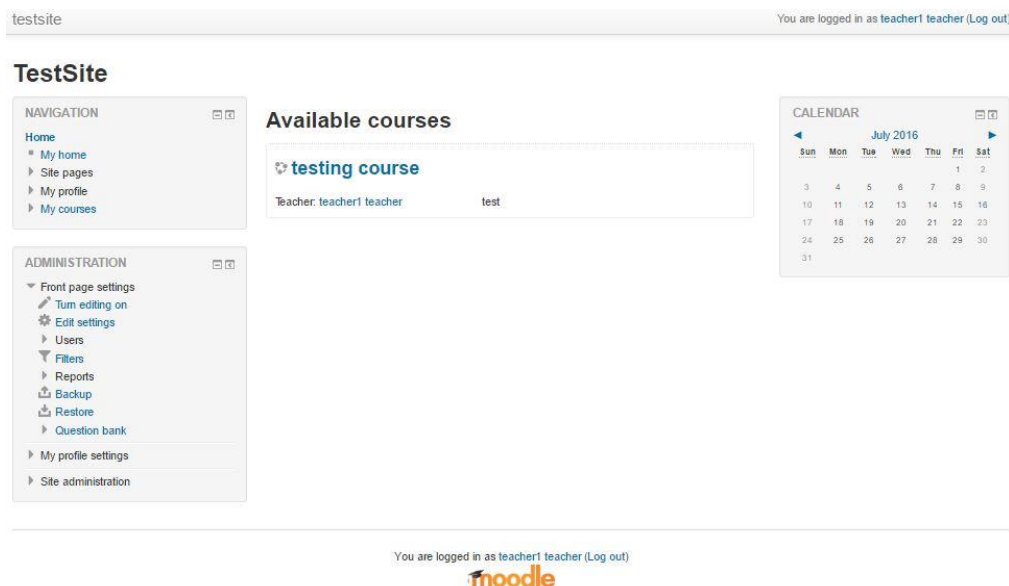 testsite
You are logged in as teacher1 teacher (Log out)
TestSite
NAVIGATION
Home
My home
Site pages
My profile
My courses
ADMINISTRATION
Front page settings
Turn editing on
Edit settings
Users
Filters
Reports
Backup
Restore
Question bank
My profile settings
Site administration
Available courses
testing course
Teacher: teacher1 teacher test
CALENDAR
◄ July 2016 ►
Sun Mon Tue Wed Thu Fri Sat
1 2
3 4 5 6 7 8 9
10 11 12 13 14 15 16
17 18 19 20 21 22 23
24 25 26 27 28 29 30
31
You are logged in as teacher1 teacher (Log out)
moodle